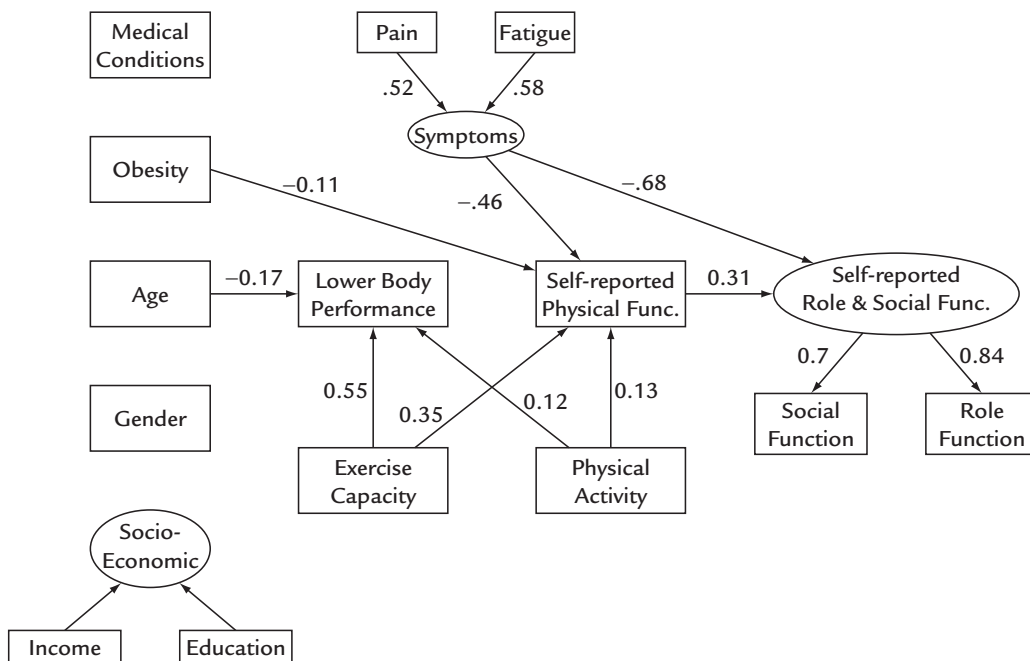 Medical
Conditions
Pain
Fatigue
.52
.58
Symptoms
Obesity
−0.11
−.46
−.68
Age
−0.17
Lower Body
Performance
Self-reported
Physical Func.
0.31
Self-reported
Role & Social Func.
0.55
0.35
0.12
0.13
0.7
0.84
Gender
Social
Function
Role
Function
Exercise
Capacity
Physical
Activity
Socio-
Economic
Income
Education